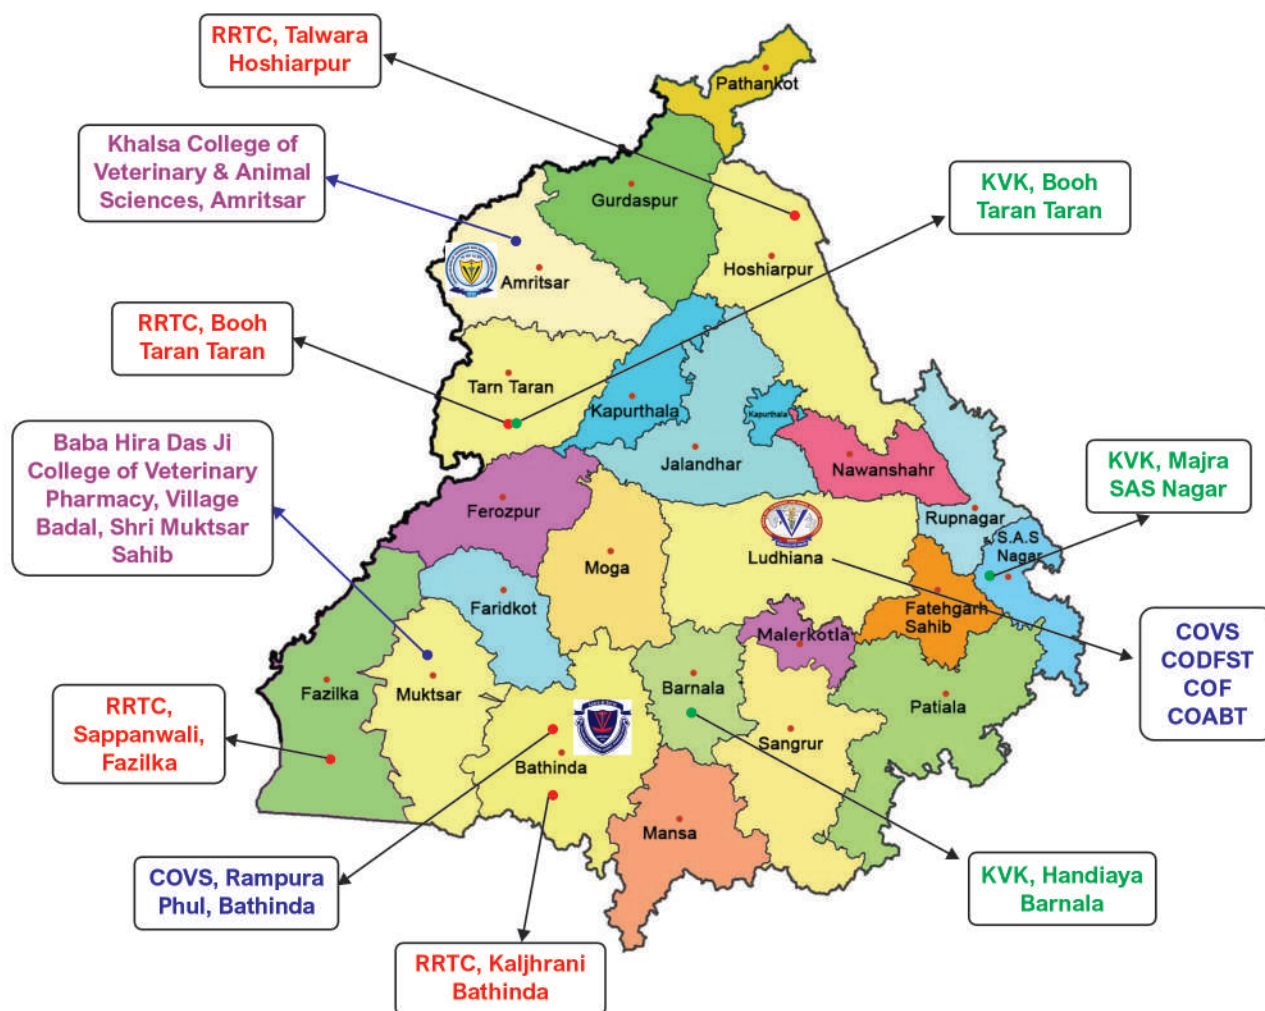 RRTC, Talwara
Hoshiarpur
Pathankot
Khalsa College of
Veterinary & Animal
Sciences, Amritsar
Gurdaspur
KVK, Booh
Taran Taran
Hoshiarpur
Amritsar
RRTC, Booh
Taran Taran
Tarn Taran
Kapurthala
Kapurthala
Baba Hira Das Ji
College of Veterinary
Pharmacy, Village
Badal, Shri Muktsar
Sahib
Jalandhar
Nawanshahr
KVK, Majra
SAS Nagar
Ferozpur
Rupnagar
S.A.S
Nagar
Moga
Ludhiana
Faridkot
Fatehgarh
Sahib
Malerkotla
COVS
CODFST
COF
COABT
Fazilka
Muktsar
Barnala
Patiala
RRTC,
Sappanwali,
Fazilka
Sangrur
Bathinda
Mansa
COVS, Rampura
Phul, Bathinda
KVK, Handiaya
Barnala
RRTC, Kaljhrani
Bathinda